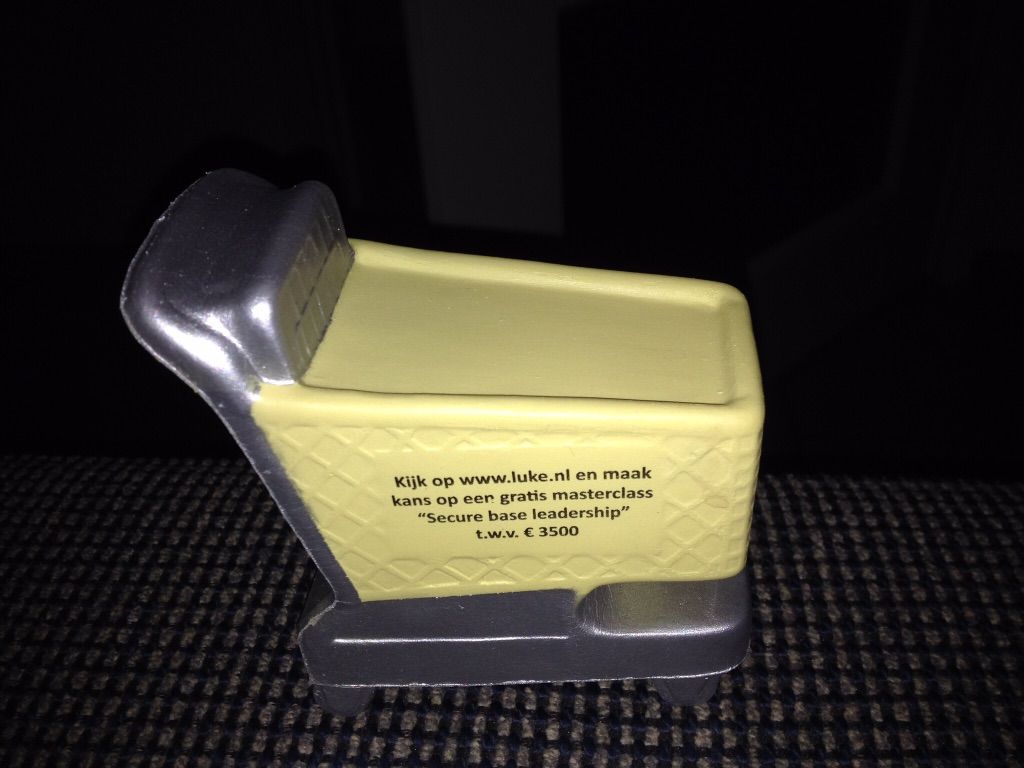 Kijk op www.luke.nl en maak
kans op een gratis masterclass
“Secure base leadership”
t.w.v. € 3500